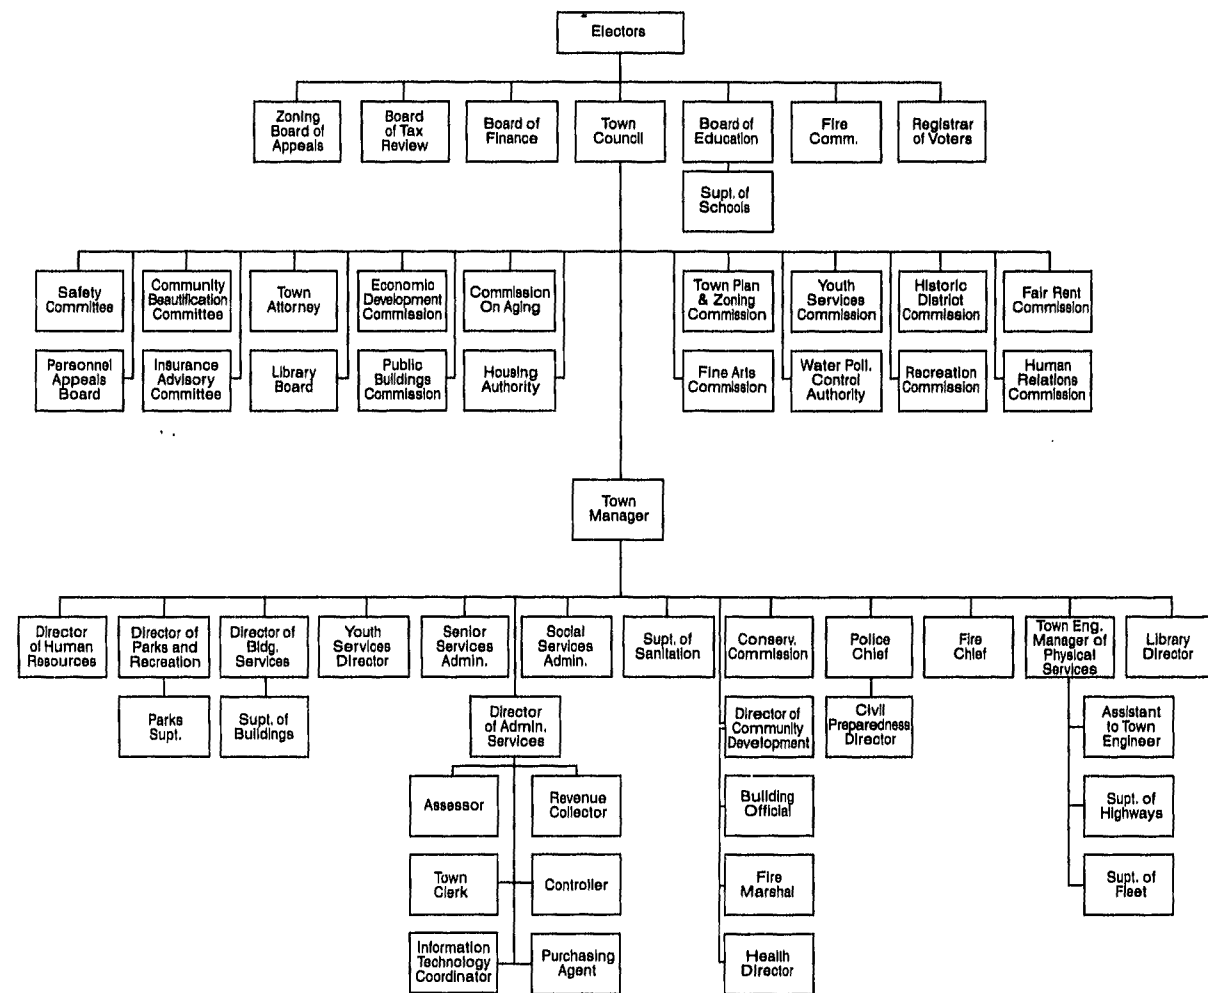 Electors
Zoning
Board of
Appeals
Board
of Tax
Review
Board of
Finance
Town
Council
Board of
Education
Fire
Comm.
Registrar
of Voters
Supt. of
Schools
Safety
Committee
Community
Beautification
Committee
Town
Attorney
Economic
Development
Commission
Commission
On Aging
Town Plan
& Zoning
Commission
Youth
Services
Commission
Historic
District
Commission
Fair Rent
Commission
Personnel
Appeals
Board
Insurance
Advisory
Committee
Library
Board
Public
Buildings
Commission
Housing
Authority
Fine Arts
Commission
Water Poll.
Control
Authority
Recreation
Commission
Human
Relations
Commission
Town
Manager
Director
of Human
Resources
Director of
Parks and
Recreation
Director of
Bldg.
Services
Youth
Services
Director
Senior
Services
Admin.
Social
Services
Admin.
Supt. of
Sanitation
Conserv.
Commission
Police
Chief
Fire
Chief
Town Eng.
Manager of
Physical
Services
Library
Director
Parks
Supt.
Supt. of
Buildings
Director
of Admin.
Services
Director of
Community
Development
Civil
Preparedness
Director
Assistant
to Town
Engineer
Assessor
Revenue
Collector
Building
Official
Supt. of
Highways
Town
Clerk
Controller
Fire
Marshal
Supt. of
Fleet
Information
Technology
Coordinator
Purchasing
Agent
Health
Director